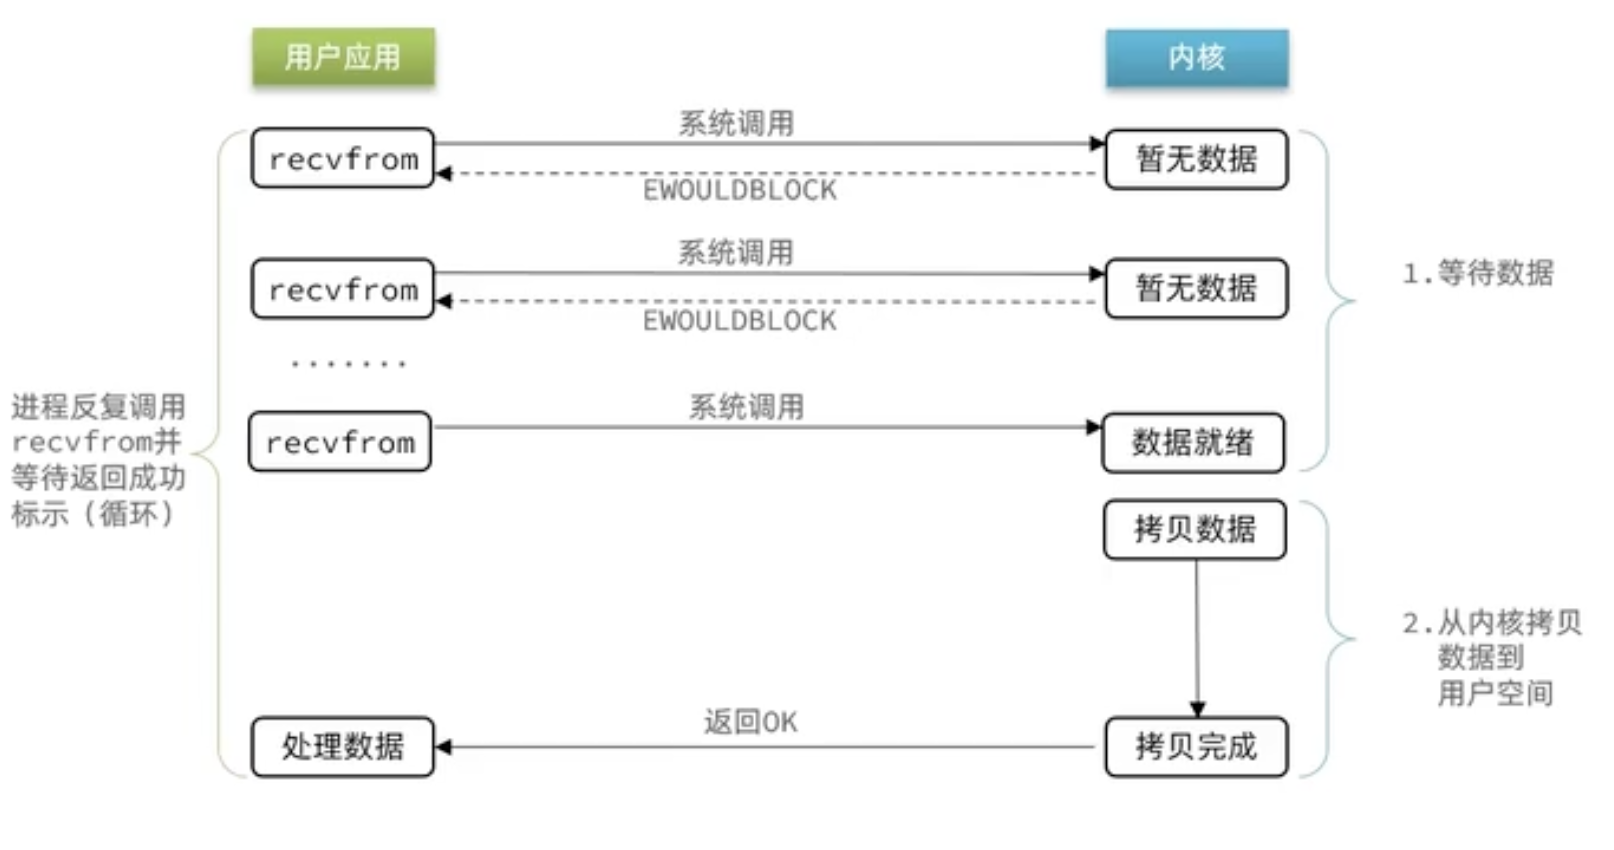 用户应用
内核
系统调用
recvfrom
暂无数据
EWOULDBLOCK
系统调用
recvfrom
暂无数据
EWOULDBLOCK
1.等待数据
.......
系统调用
recvfrom
数据就绪
进程反复调用
recvfrom并
等待返回成功
标示（循环）
拷贝数据
2.从内核拷贝
数据到
用户空间
返回OK
处理数据
拷贝完成